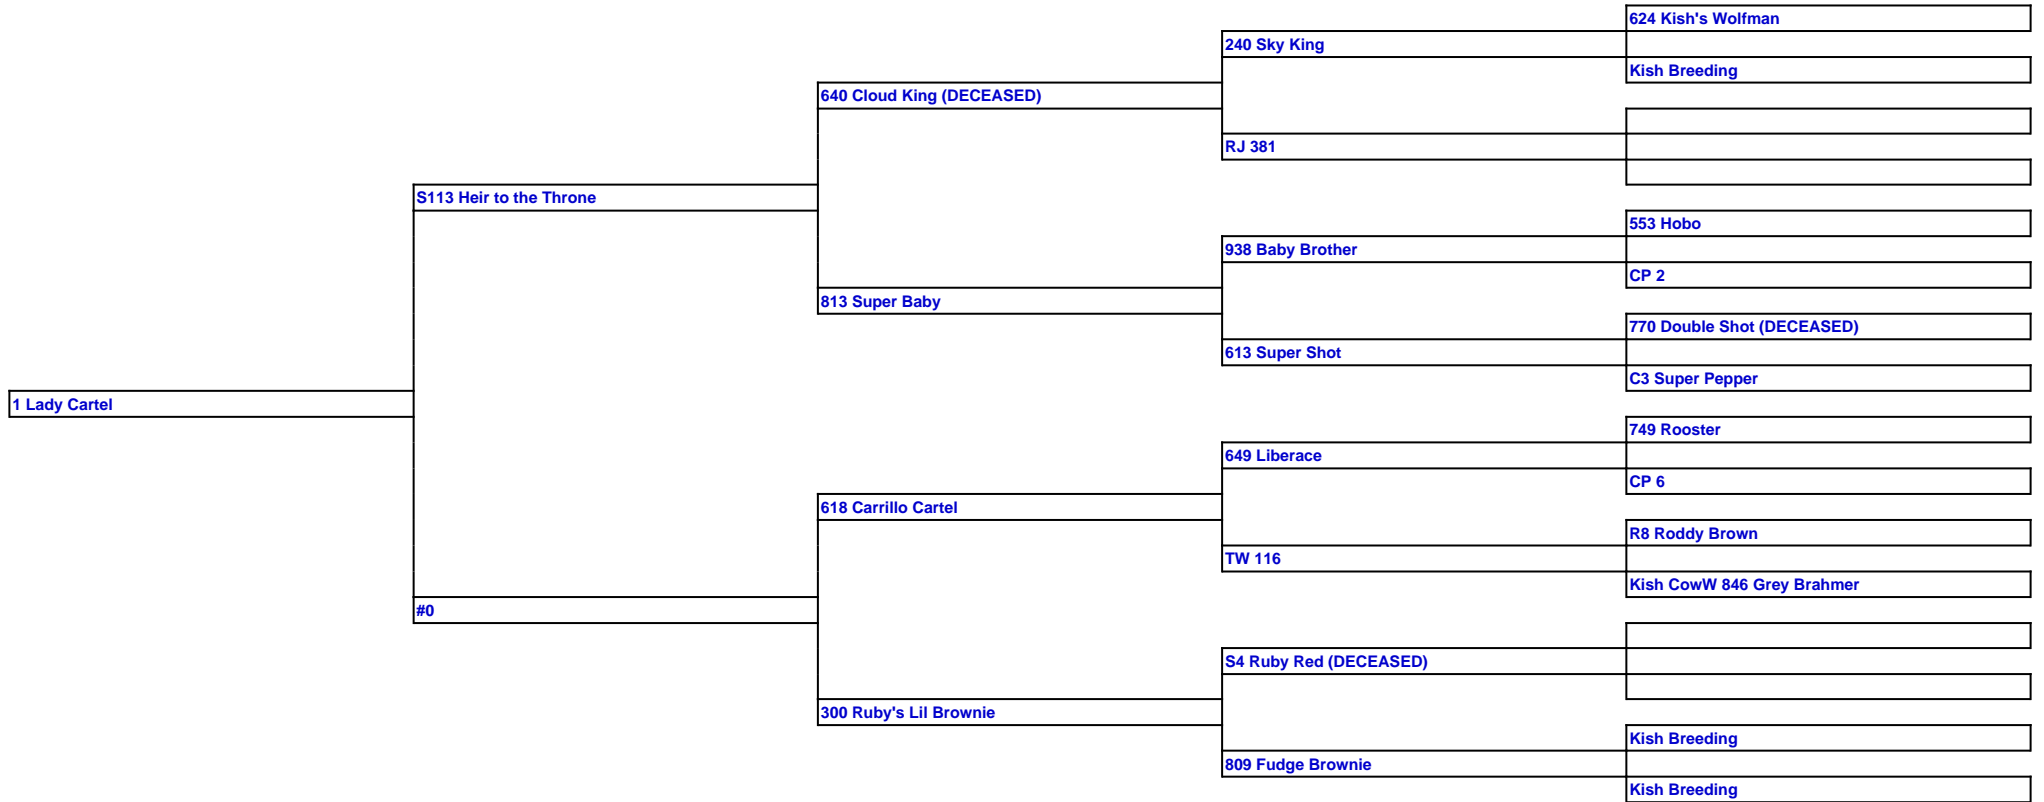 624 Kish's Wolfman
240 Sky King
Kish Breeding
640 Cloud King (DECEASED)
RJ 381
S113 Heir to the Throne
553 Hobo
938 Baby Brother
CP 2
813 Super Baby
770 Double Shot (DECEASED)
613 Super Shot
C3 Super Pepper
1 Lady Cartel
749 Rooster
649 Liberace
CP 6
618 Carrillo Cartel
R8 Roddy Brown
TW 116
Kish CowW 846 Grey Brahmer
#0
S4 Ruby Red (DECEASED)
300 Ruby's Lil Brownie
Kish Breeding
809 Fudge Brownie
Kish Breeding